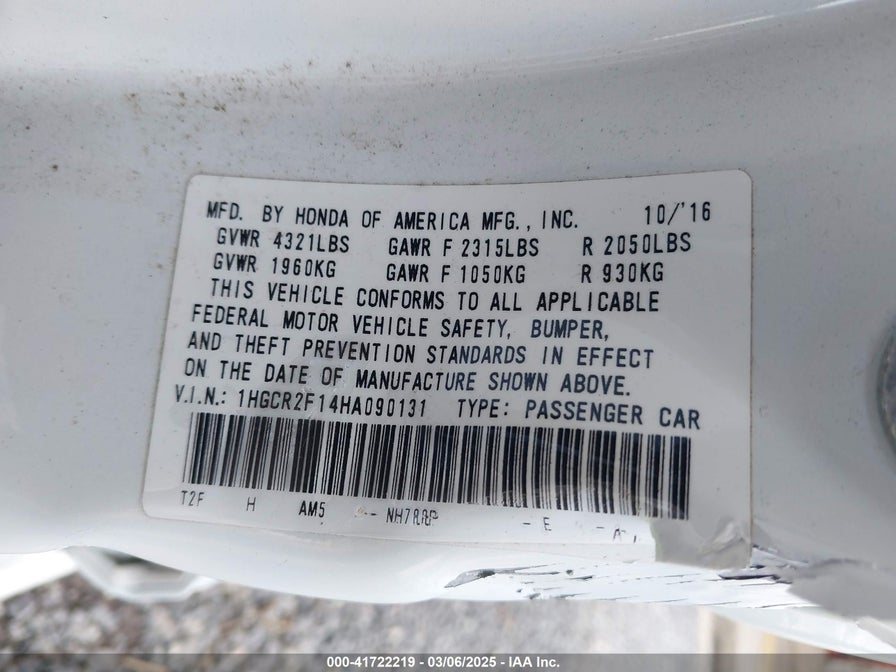 MFD. BY HONDA OF AMERICA MFG., INC. 10/'16
GVWR 4321LBS GAWR F 2315LBS R 2050LBS
GVWR 1960KG GAWR F 1050KG R 930KG
THIS VEHICLE CONFORMS TO ALL APPLICABLE
FEDERAL MOTOR VEHICLE SAFETY, BUMPER,
AND THEFT PREVENTION STANDARDS IN EFFECT
ON THE DATE OF MANUFACTURE SHOWN ABOVE.
V.I.N.: 1HGCR2F14HA090131 TYPE: PASSENGER CAR
T2F H AM5 -- NH788P - E - A
000-41722219 - 03/06/2025 - IAA Inc.